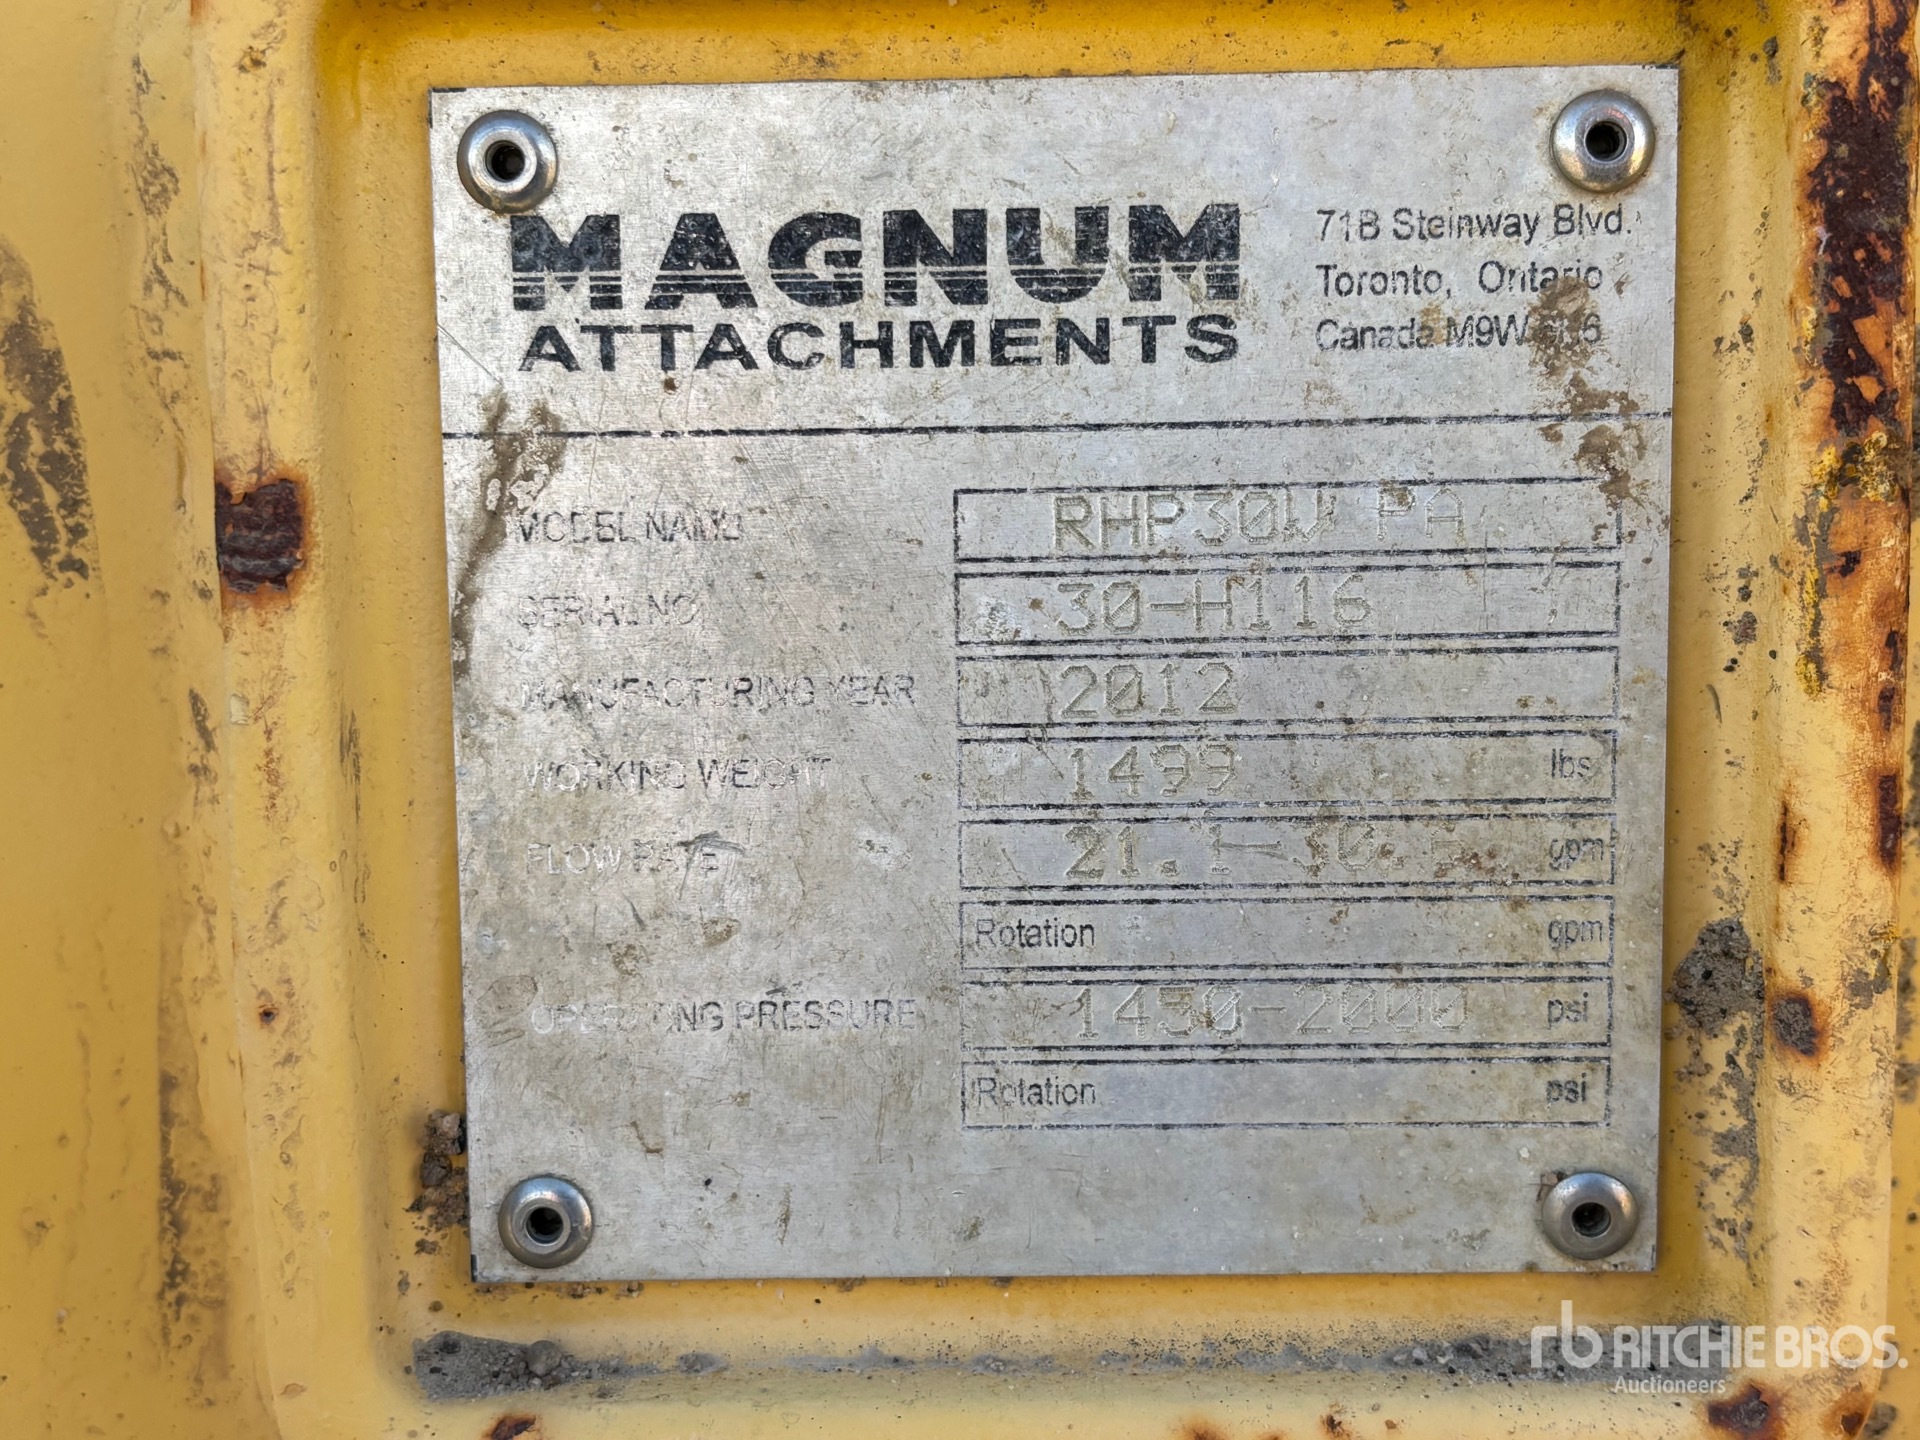 MAGNUM
ATTACHMENTS
71B Steinway Blvd.
Toronto, Ontario
Canada M9W
MODEL NAME RHP30W PA
SERIAL NO 30-H116
MANUFACTURING YEAR 2012
WORKING WEIGHT 1499 lbs
FLOW RATE gpm
Rotation gpm
OPERATING PRESSURE 1450-2000 psi
Rotation psi
rb RITCHIE BROS.
Auctioneers